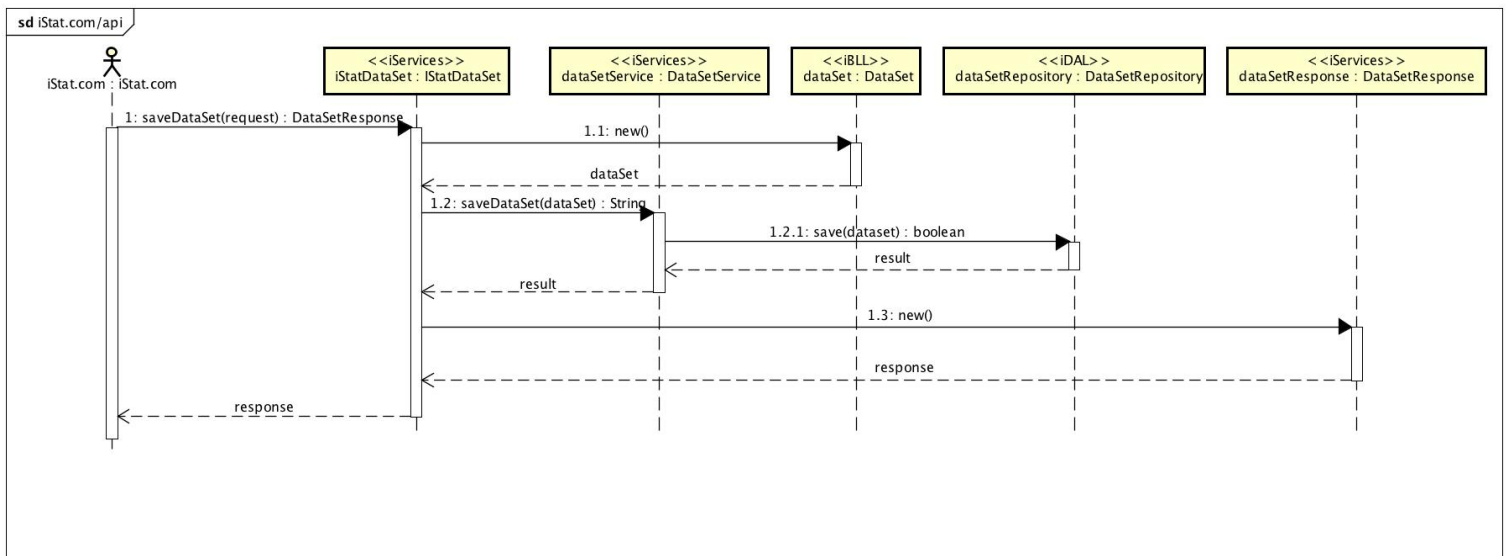 sd iStat.com/api
iStat.com : iStat.com
<<iServices>>
iStatDataSet : IStatDataSet
<<iServices>>
dataSetService : DataSetService
<<iBLL>>
dataSet : DataSet
<<iDAL>>
dataSetRepository : DataSetRepository
<<iServices>>
dataSetResponse : DataSetResponse
1: saveDataSet(request) : DataSetResponse
1.1: new()
dataSet
1.2: saveDataSet(dataSet) : String
1.2.1: save(dataset) : boolean
result
result
1.3: new()
response
response